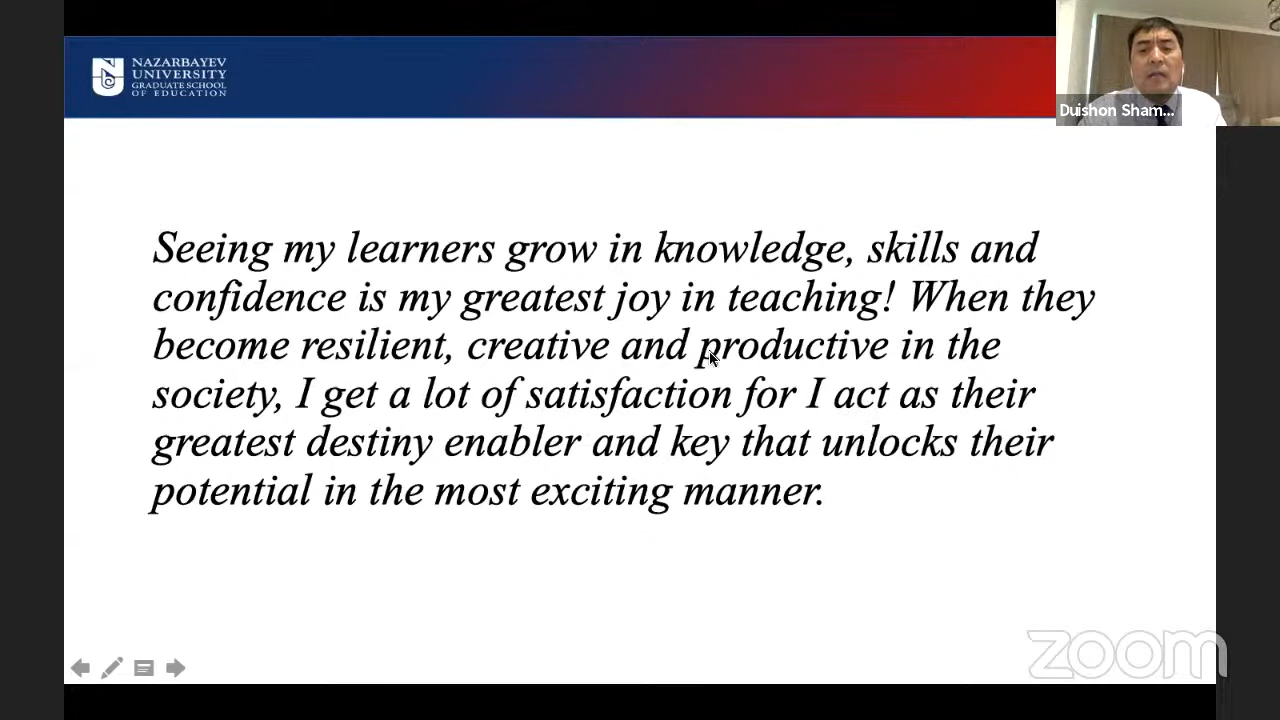 NAZARBAYEV
UNIVERSITY
GRADUATE SCHOOL
OF EDUCATION
Duishon Sham...
Seeing my learners grow in knowledge, skills and
confidence is my greatest joy in teaching! When they
become resilient, creative and productive in the
society, I get a lot of satisfaction for I act as their
greatest destiny enabler and key that unlocks their
potential in the most exciting manner.
zoom